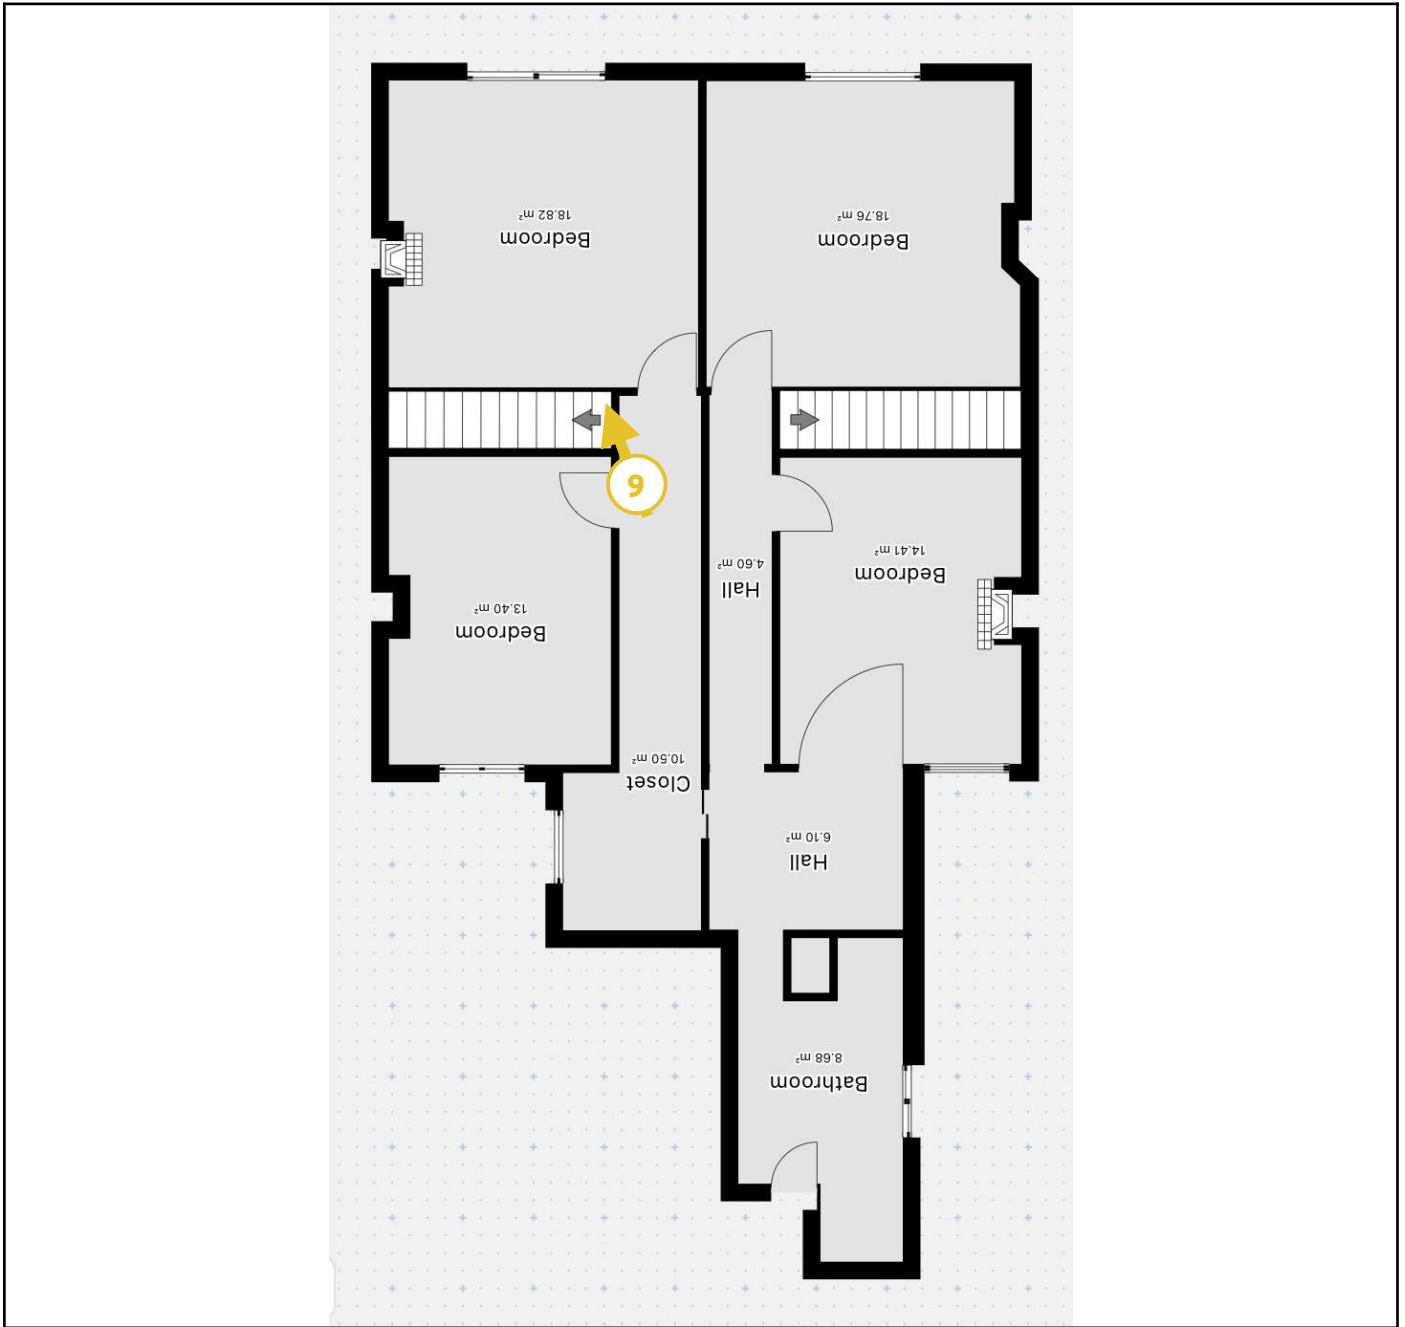 Bathroom
8.68 m²
Hall
6.10 m²
Closet
10.50 m²
Bedroom
13.40 m²
Hall
4.60 m²
Bedroom
14.41 m²
9
Bedroom
18.76 m²
Bedroom
18.82 m²